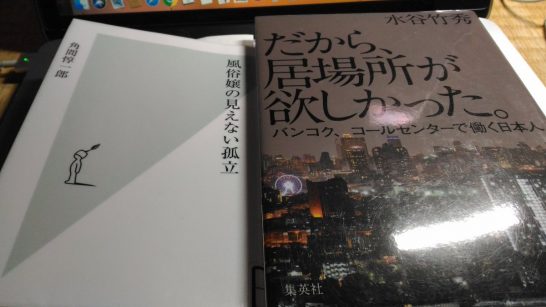 風俗嬢の見えない孤立
角間惇一郎
水谷竹秀
だから、
居場所が
欲しかった。
バンコク、コールセンターで働く日本人
集英社